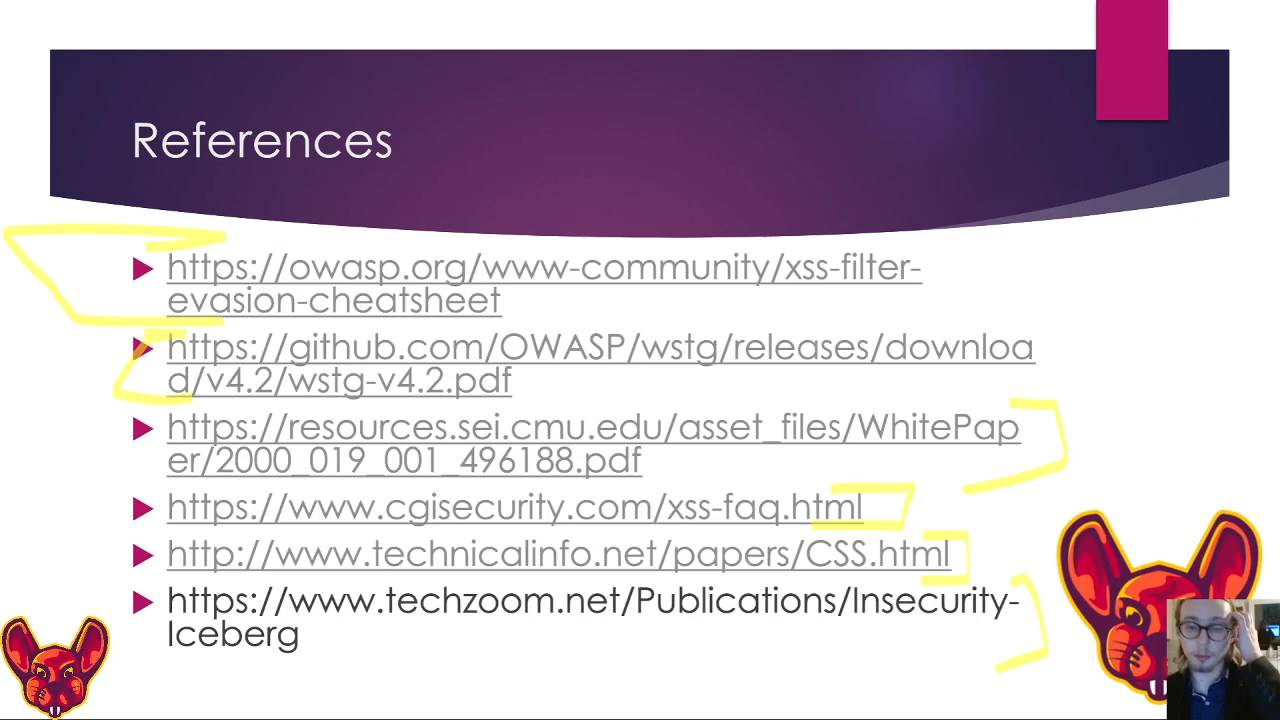 References
https://owasp.org/www-community/xss-filter-
evasion-cheatsheet
https://github.com/OWASP/wstg/releases/downloa
d/v4.2/wstg-v4.2.pdf
https://resources.sei.cmu.edu/asset_files/WhitePap
er/2000_019_001_496188.pdf
https://www.cgisecurity.com/xss-faq.html
http://www.technicalinfo.net/papers/CSS.html
https://www.techzoom.net/Publications/Insecurity-
Iceberg